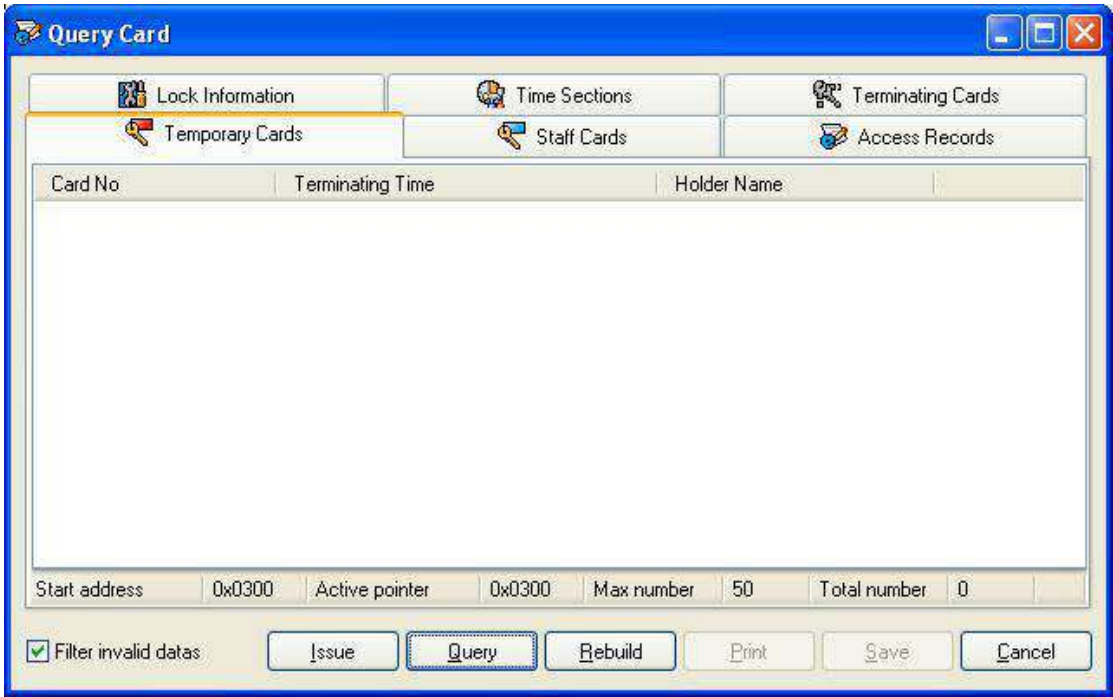 Query Card
Lock Information Time Sections Terminating Cards
Temporary Cards Staff Cards Access Records
Card No Terminating Time Holder Name
Start address 0x0300 Active pointer 0x0300 Max number 50 Total number 0
Filter invalid datas Issue Query Rebuild Print Save Cancel